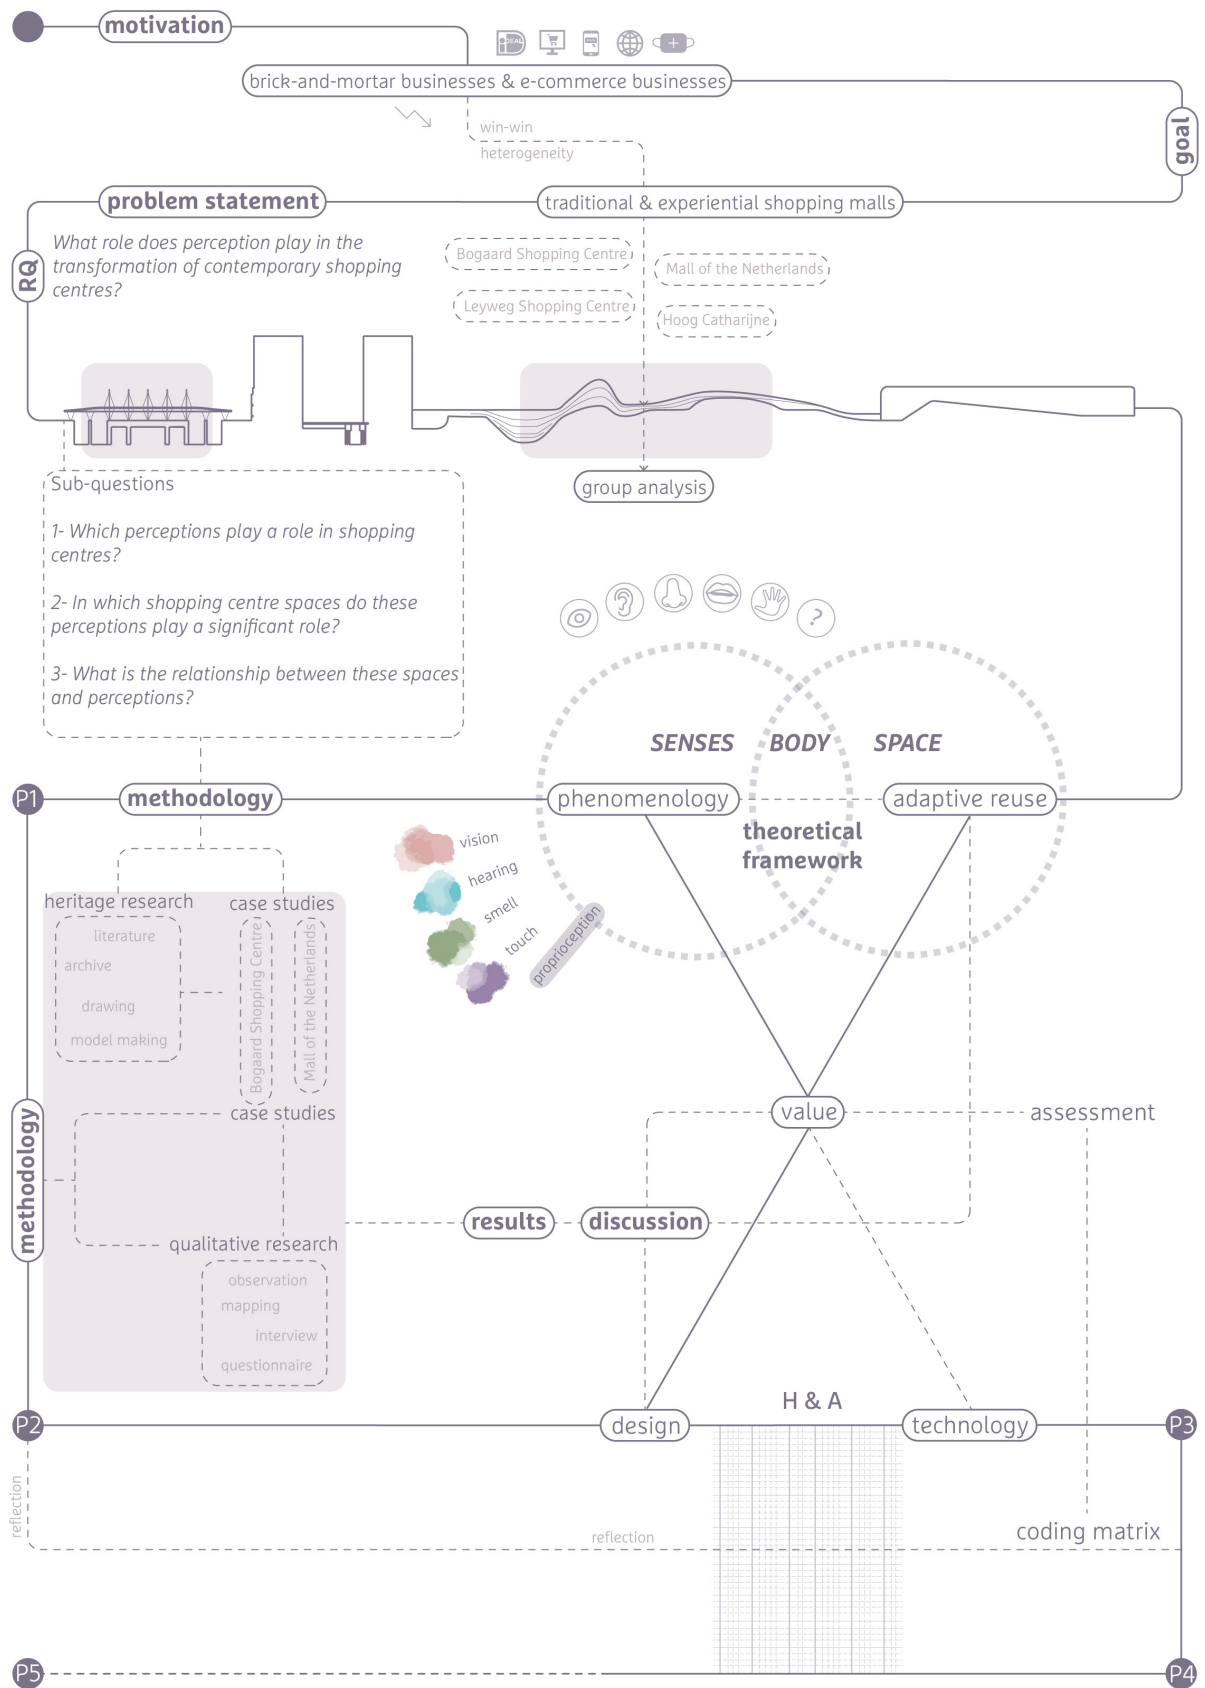 motivation
iDEAL
brick-and-mortar businesses & e-commerce businesses
win-win
heterogeneity
goal
problem statement
traditional & experiential shopping malls
RQ
What role does perception play in the
transformation of contemporary shopping
centres?
Bogaard Shopping Centre
Mall of the Netherlands
Leyweg Shopping Centre
Hoog Catharijne
group analysis
Sub-questions
1- Which perceptions play a role in shopping
centres?
2- In which shopping centre spaces do these
perceptions play a significant role?
3- What is the relationship between these spaces
and perceptions?
?
SENSES BODY SPACE
P1
methodology
phenomenology
adaptive reuse
theoretical
framework
vision
hearing
smell
touch
proprioception
heritage research
case studies
literature
archive
drawing
model making
Bogaard Shopping Centre
Mall of the Netherlands
case studies
value
assessment
methodology
results
discussion
qualitative research
observation
mapping
interview
questionnaire
H & A
P2
design
technology
P3
reflection
reflection
coding matrix
P5
P4